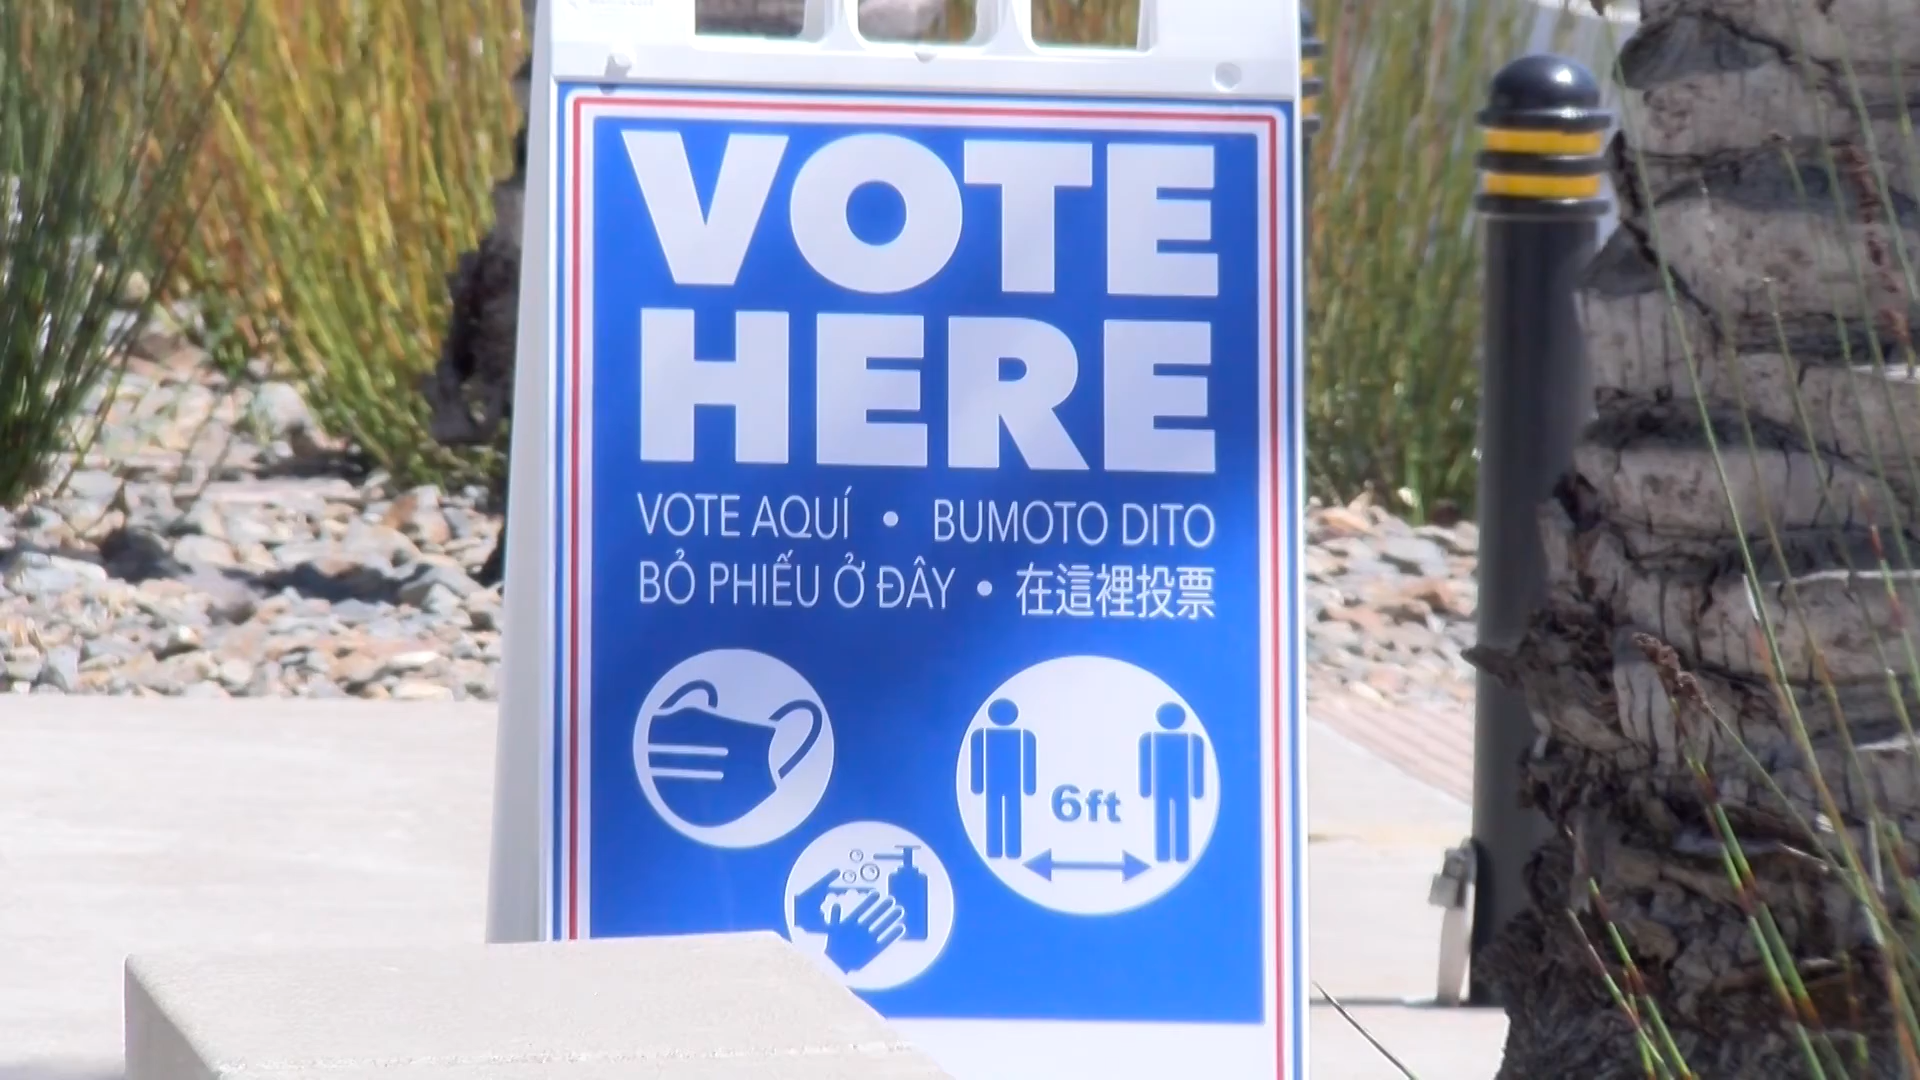 VOTE
HERE
VOTE AQUÍ • BUMOTO DITO
BỎ PHIẾU Ở ĐÂY • 在這裡投票
6ft